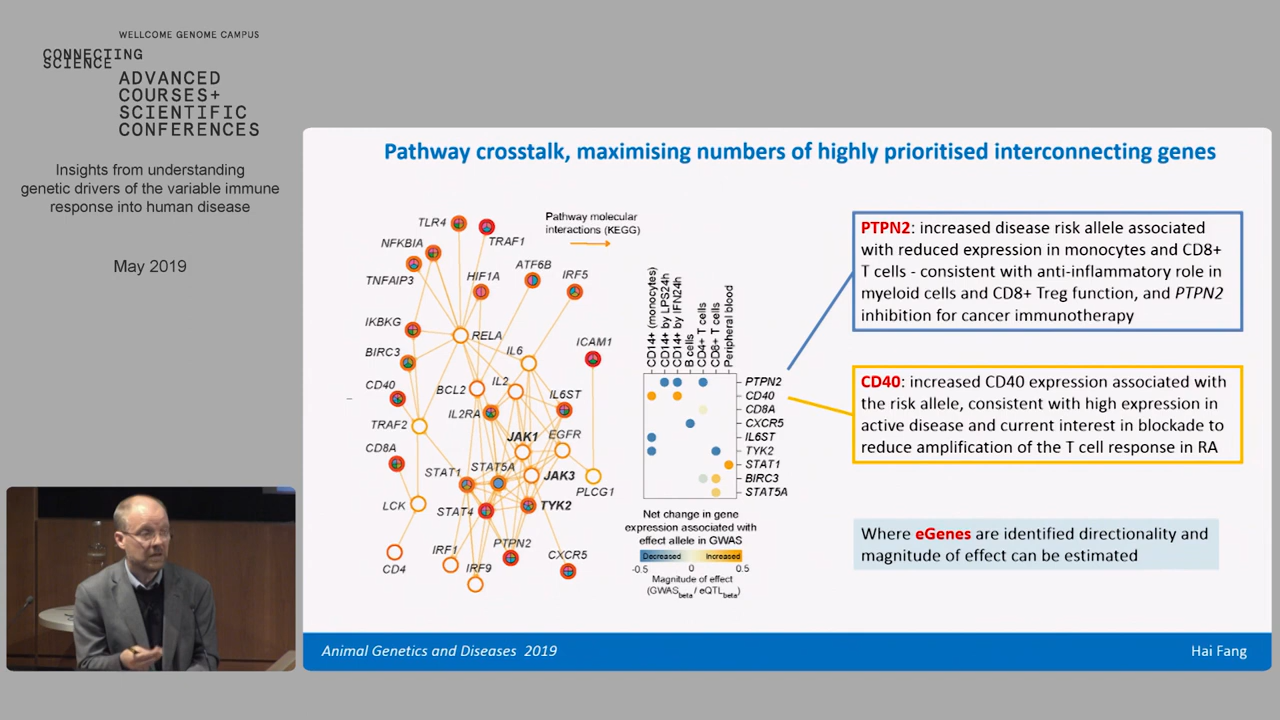 WELLCOME GENOME CAMPUS
CONNECTING
SCIENCE
ADVANCED
COURSES+
SCIENTIFIC
CONFERENCES
Insights from understanding
genetic drivers of the variable immune
response into human disease
May 2019
Pathway crosstalk, maximising numbers of highly prioritised interconnecting genes
TLR4
TRAF1
NFKBIA
TNFAIP3
HIF1A
ATF6B
IRF5
Pathway molecular
interactions (KEGG)
IKBKG
RELA
BIRC3
IL6
ICAM1
CD40
BCL2
IL2
IL6ST
IL2RA
TRAF2
JAK1
EGFR
CD8A
STAT1
STAT5A
JAK3
PLCG1
LCK
STAT4
TYK2
CD4
IRF1
IRF9
PTPN2
CXCR5
CD14+ (monocytes)
CD14+ by LPS24h
CD14+ by IFN24h
B cells
CD4+ T cells
CD8+ T cells
Peripheral blood
PTPN2
CD40
CD8A
CXCR5
IL6ST
TYK2
STAT1
BIRC3
STAT5A
Net change in gene
expression associated with
effect allele in GWAS
Decreased Increased
-0.5 0 0.5
Magnitude of effect
(GWASbeta / eQTLbeta)
PTPN2: increased disease risk allele associated
with reduced expression in monocytes and CD8+
T cells - consistent with anti-inflammatory role in
myeloid cells and CD8+ Treg function, and PTPN2
inhibition for cancer immunotherapy
CD40: increased CD40 expression associated with
the risk allele, consistent with high expression in
active disease and current interest in blockade to
reduce amplification of the T cell response in RA
Where eGenes are identified directionality and
magnitude of effect can be estimated
Animal Genetics and Diseases 2019
Hai Fang